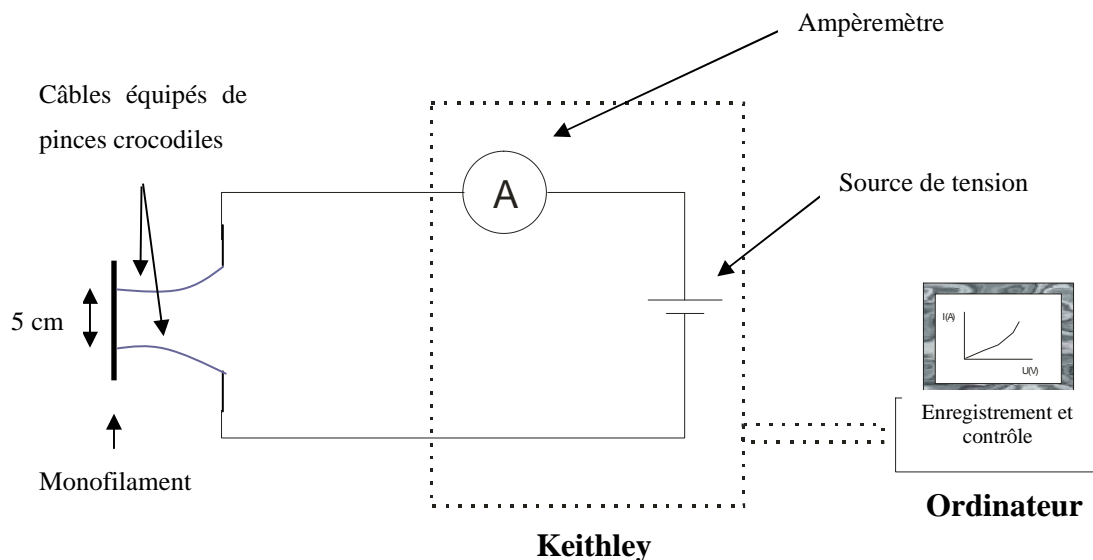 Ampèremètre
Câbles équipés de
pinces crocodiles
A
Source de tension
5 cm
I(A)
U(V)
Enregistrement et
contrôle
Monofilament
Ordinateur
Keithley